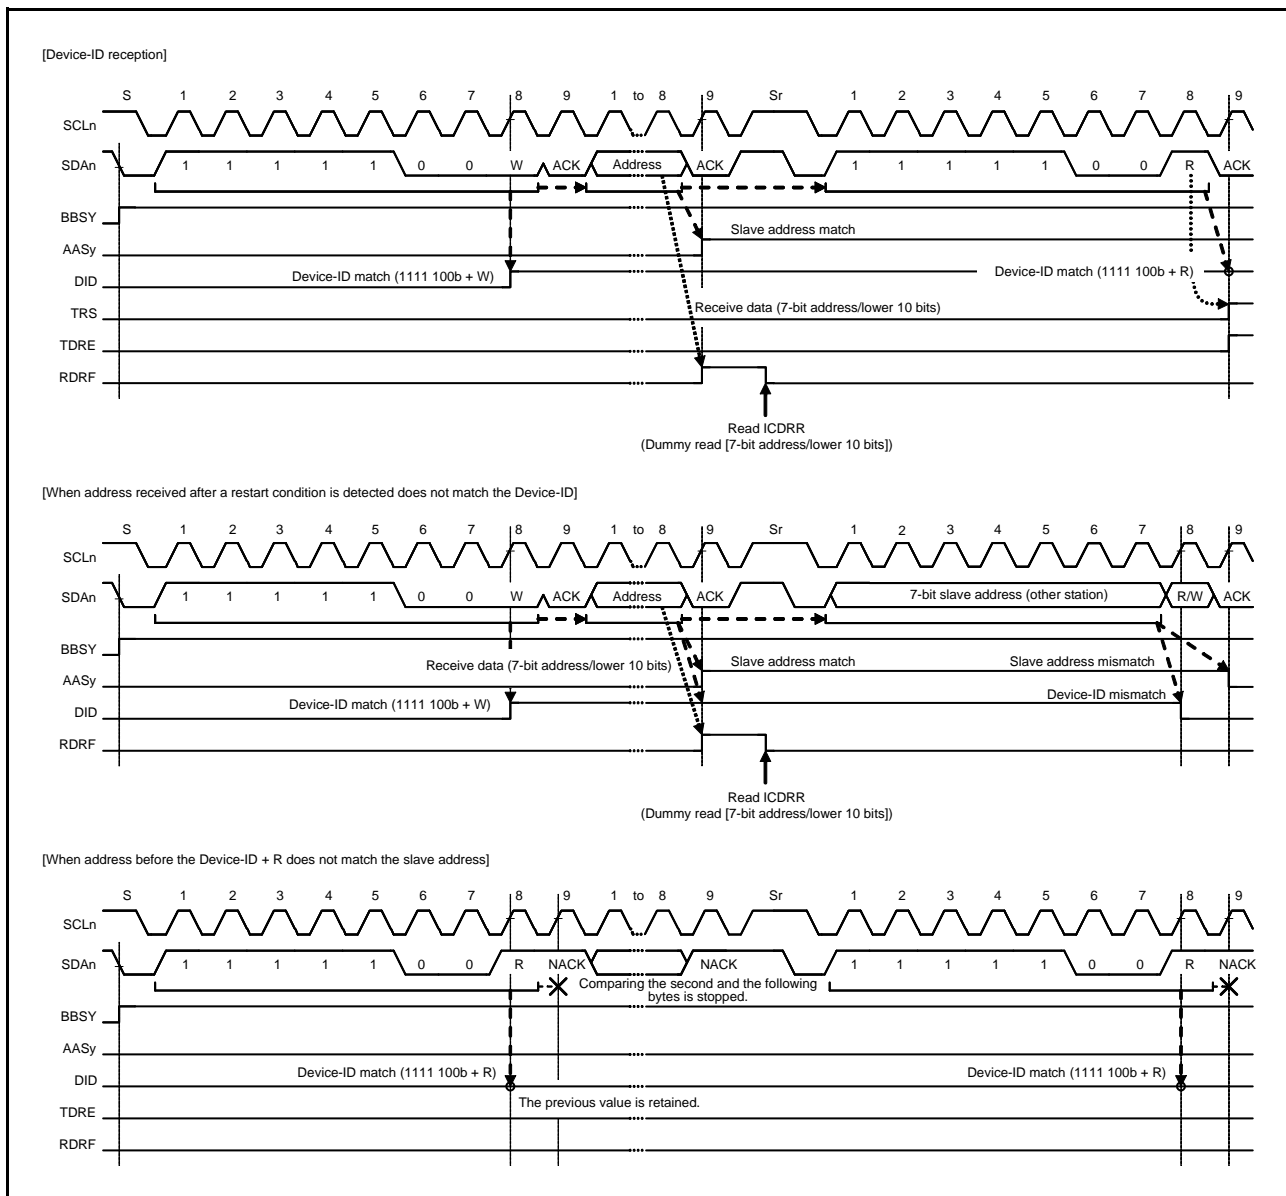 [Device-ID reception]
S 1 2 3 4 5 6 7 8 9 1 to 8 9 Sr 1 2 3 4 5 6 7 8 9
SCLn
SDAn 1 1 1 1 1 0 0 W ACK Address ACK 1 1 1 1 1 0 0 R ACK
BBSY
Slave address match
AASy
Device-ID match (1111 100b + W) Device-ID match (1111 100b + R)
DID
Receive data (7-bit address/lower 10 bits)
TRS
TDRE
RDRF
Read ICDRR
(Dummy read [7-bit address/lower 10 bits])
[When address received after a restart condition is detected does not match the Device-ID]
S 1 2 3 4 5 6 7 8 9 1 to 8 9 Sr 1 2 3 4 5 6 7 8 9
SCLn
SDAn 1 1 1 1 1 0 0 W ACK Address ACK 7-bit slave address (other station) R/W ACK
BBSY
Receive data (7-bit address/lower 10 bits) Slave address match Slave address mismatch
AASy
Device-ID match (1111 100b + W) Device-ID mismatch
DID
RDRF
Read ICDRR
(Dummy read [7-bit address/lower 10 bits])
[When address before the Device-ID + R does not match the slave address]
S 1 2 3 4 5 6 7 8 9 1 to 8 9 Sr 1 2 3 4 5 6 7 8 9
SCLn
SDAn 1 1 1 1 1 0 0 R NACK NACK 1 1 1 1 1 0 0 R NACK
Comparing the second and the following
bytes is stopped.
BBSY
AASy
Device-ID match (1111 100b + R) Device-ID match (1111 100b + R)
DID
The previous value is retained.
TDRE
RDRF